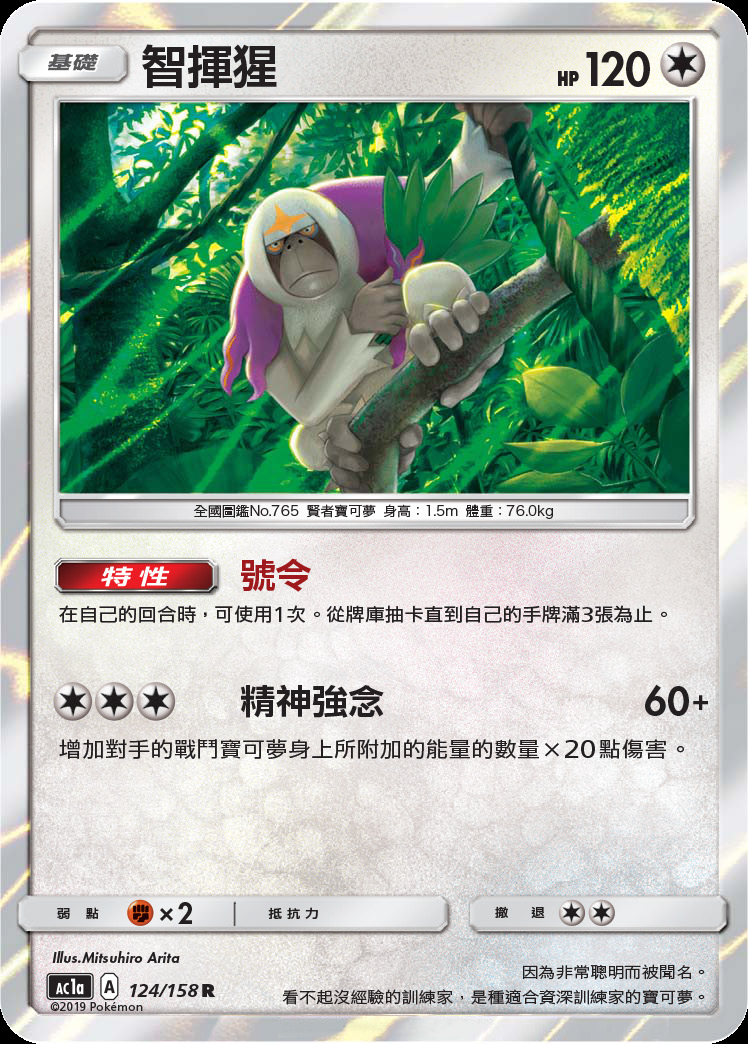 基礎 智揮猩 HP 120
全國圖鑑No.765 賢者寶可夢 身高：1.5m 體重：76.0kg
特性 號令
在自己的回合時，可使用1次。從牌庫抽卡直到自己的手牌滿3張為止。
精神強念 60+
增加對手的戰鬥寶可夢身上所附加的能量的數量×20點傷害。
弱點 ×2 抵抗力 撤退
Illus.Mitsuhiro Arita
AC1a A 124/158 R
©2019 Pokémon
因為非常聰明而被聞名。
看不起沒經驗的訓練家，是種適合資深訓練家的寶可夢。